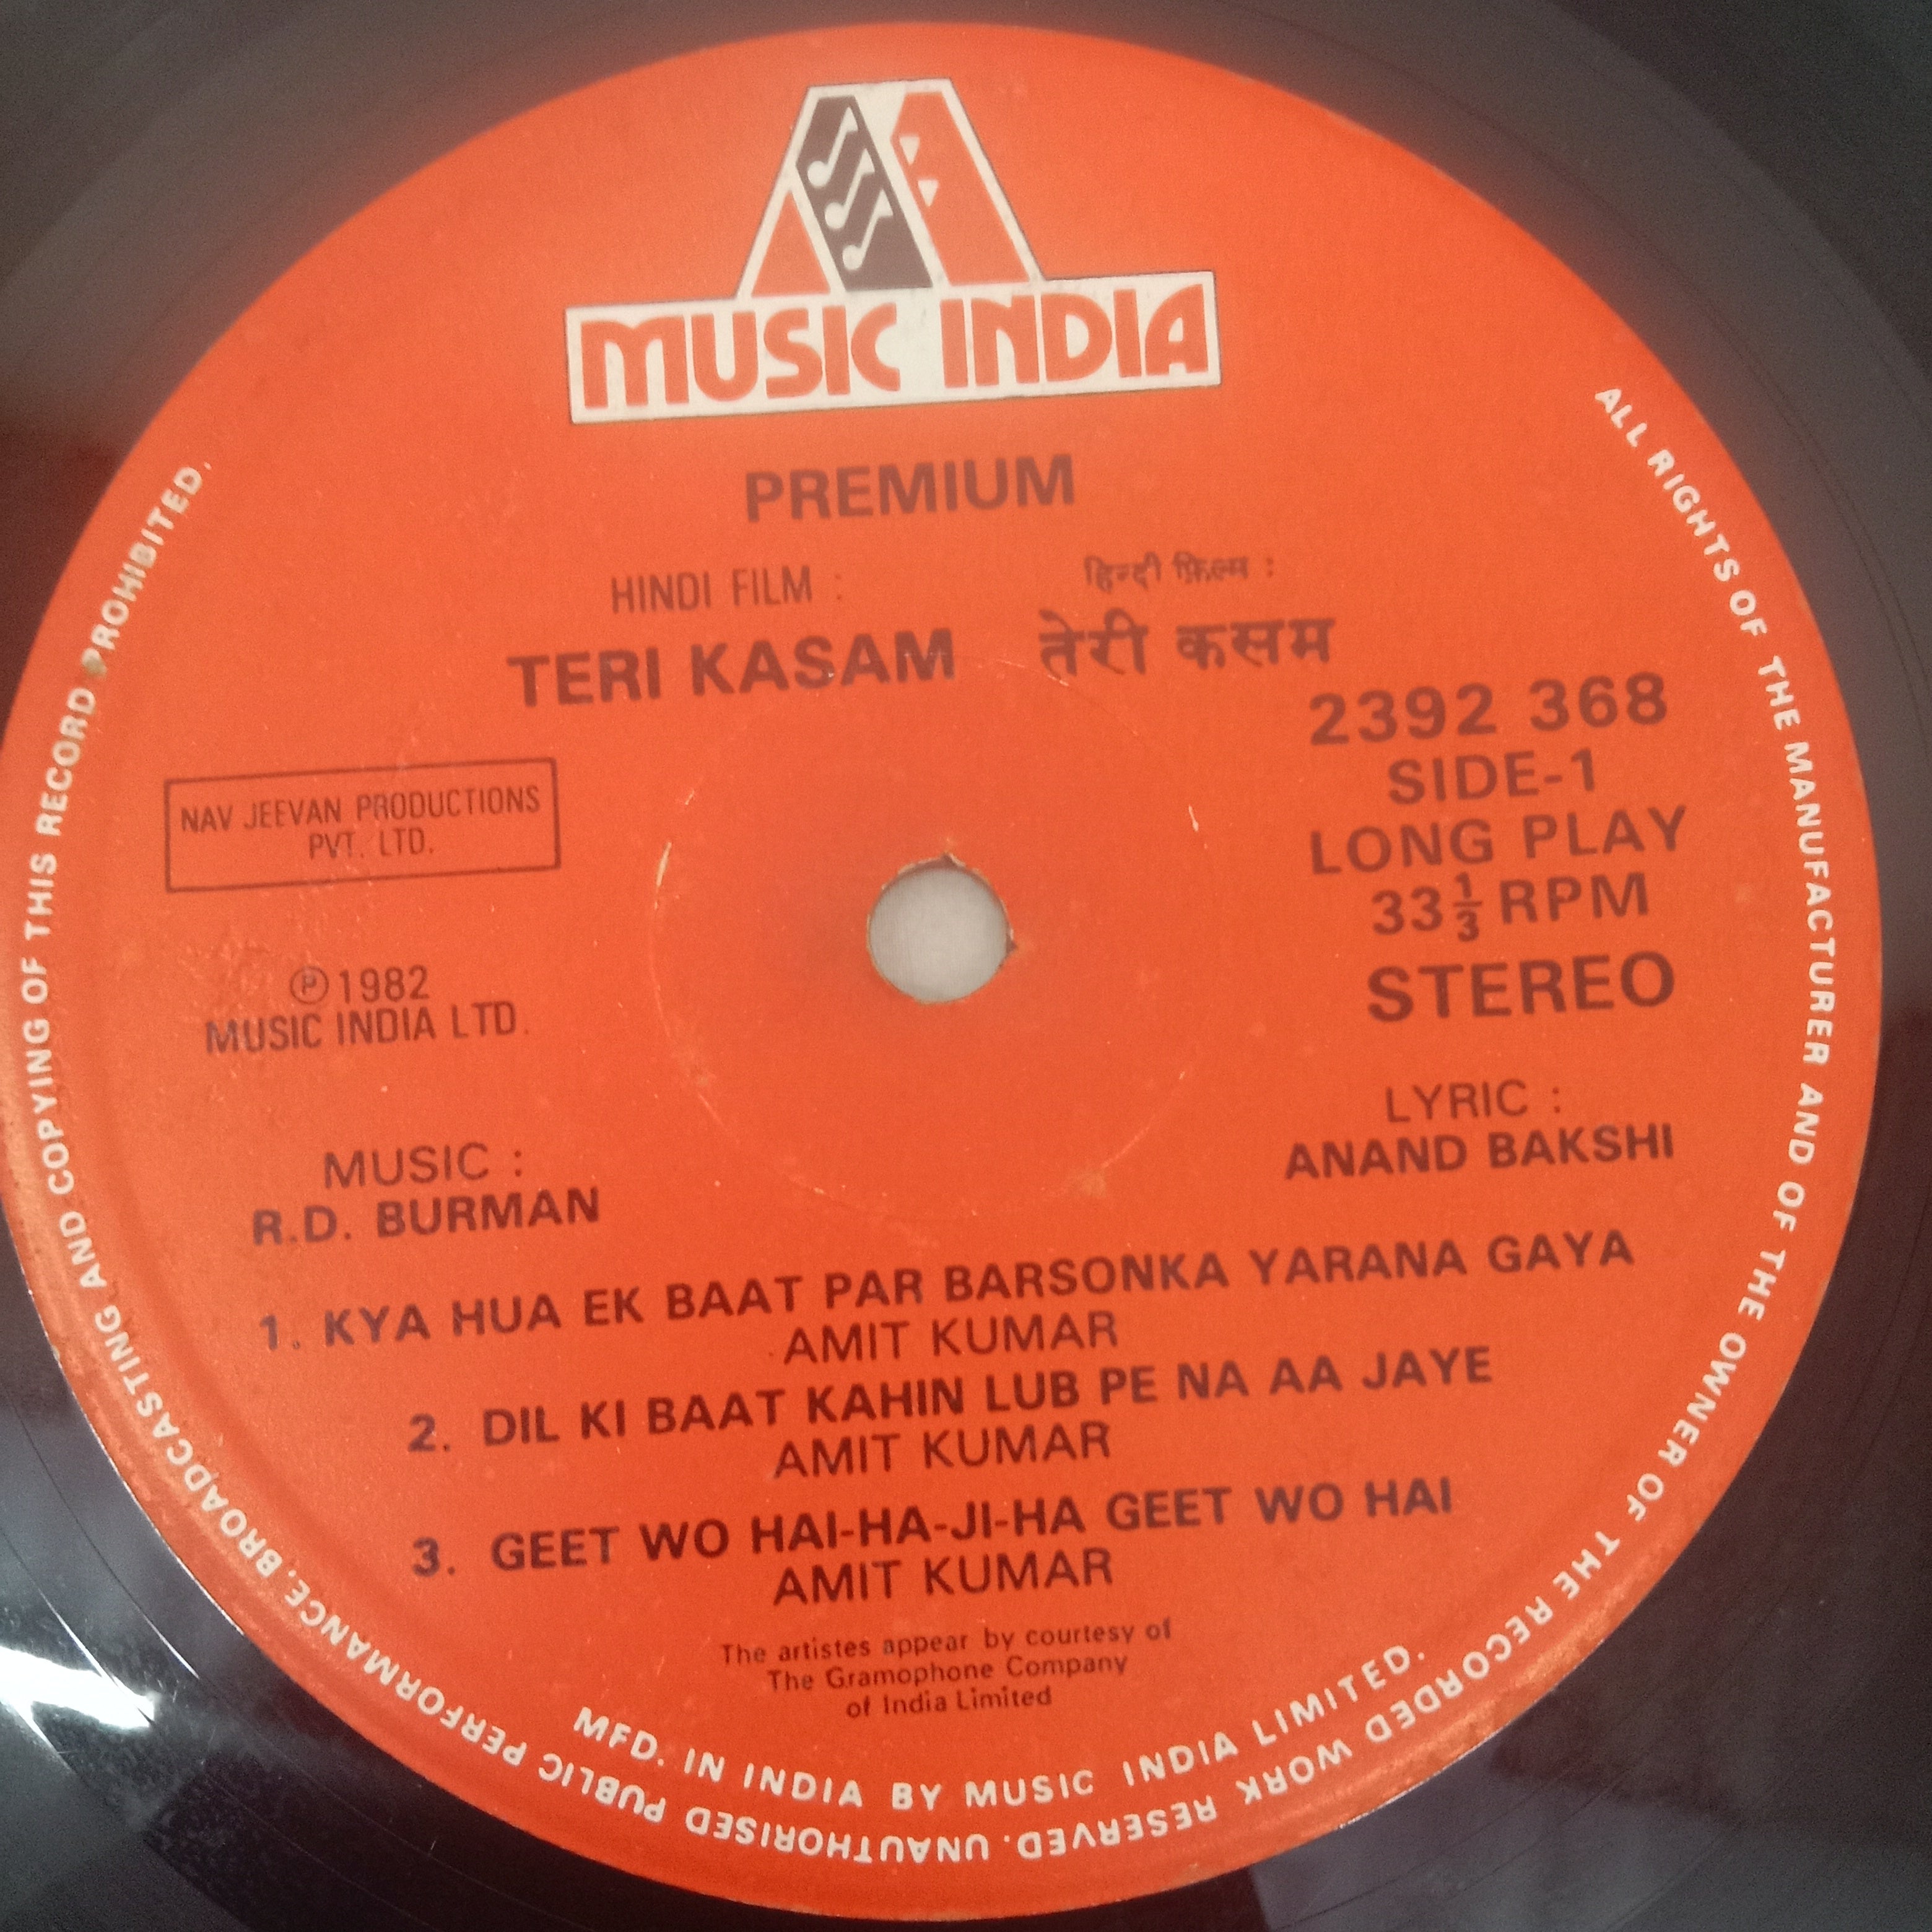 MUSIC INDIA
PREMIUM
HINDI FILM :
हिन्दी फ़िल्म :
TERI KASAM
तेरी कसम
2392 368
SIDE-1
LONG PLAY
33⅓ RPM
STEREO
NAV JEEVAN PRODUCTIONS
PVT. LTD.
Ⓟ1982
MUSIC INDIA LTD.
MUSIC :
R.D. BURMAN
LYRIC :
ANAND BAKSHI
1. KYA HUA EK BAAT PAR BARSONKA YARANA GAYA
AMIT KUMAR
2. DIL KI BAAT KAHIN LUB PE NA AA JAYE
AMIT KUMAR
3. GEET WO HAI-HA-JI-HA GEET WO HAI
AMIT KUMAR
The artistes appear by courtesy of
The Gramophone Company
of India Limited
MFD. IN INDIA BY MUSIC INDIA LIMITED.
ALL RIGHTS OF THE MANUFACTURER AND OF THE OWNER OF THE RECORDED WORK RESERVED. UNAUTHORISED PUBLIC PERFORMANCE, BROADCASTING AND COPYING OF THIS RECORD PROHIBITED.